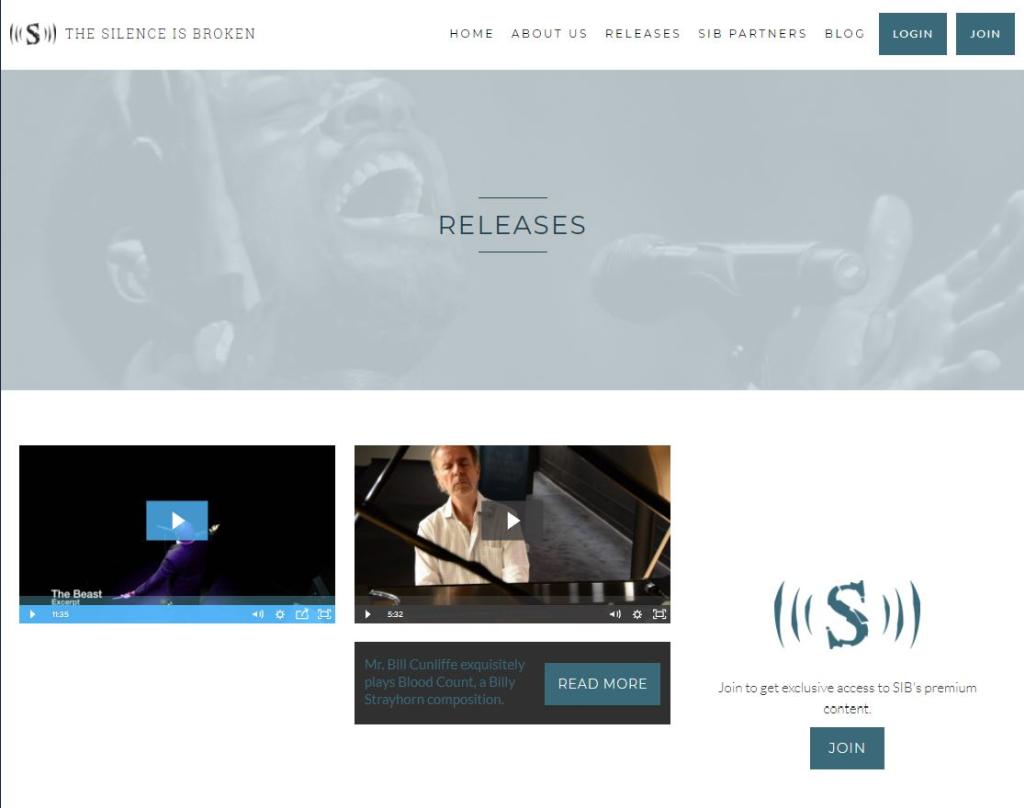 S THE SILENCE IS BROKEN
HOME ABOUT US RELEASES SIB PARTNERS BLOG LOGIN JOIN
RELEASES
The Beast
Excerpt
11:35
5:32
Mr. Bill Cunliffe exquisitely
plays Blood Count, a Billy
Strayhorn composition.
READ MORE
S
Join to get exclusive access to SIB's premium
content.
JOIN